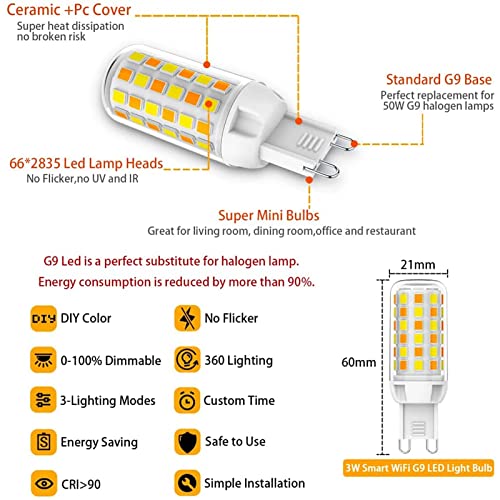 Ceramic +Pc Cover
Super heat dissipation
no broken risk
Standard G9 Base
Perfect replacement for
50W G9 halogen lamps
66*2835 Led Lamp Heads
No Flicker,no UV and IR
Super Mini Bulbs
Great for living room, dining room,office and restaurant
G9 Led is a perfect substitute for halogen lamp.
Energy consumption is reduced by more than 90%.
21mm
60mm
DIY DIY Color
No Flicker
0-100% Dimmable
360 Lighting
3-Lighting Modes
Custom Time
Energy Saving
Safe to Use
CRI>90
Simple Installation
3W Smart WiFi G9 LED Light Bulb